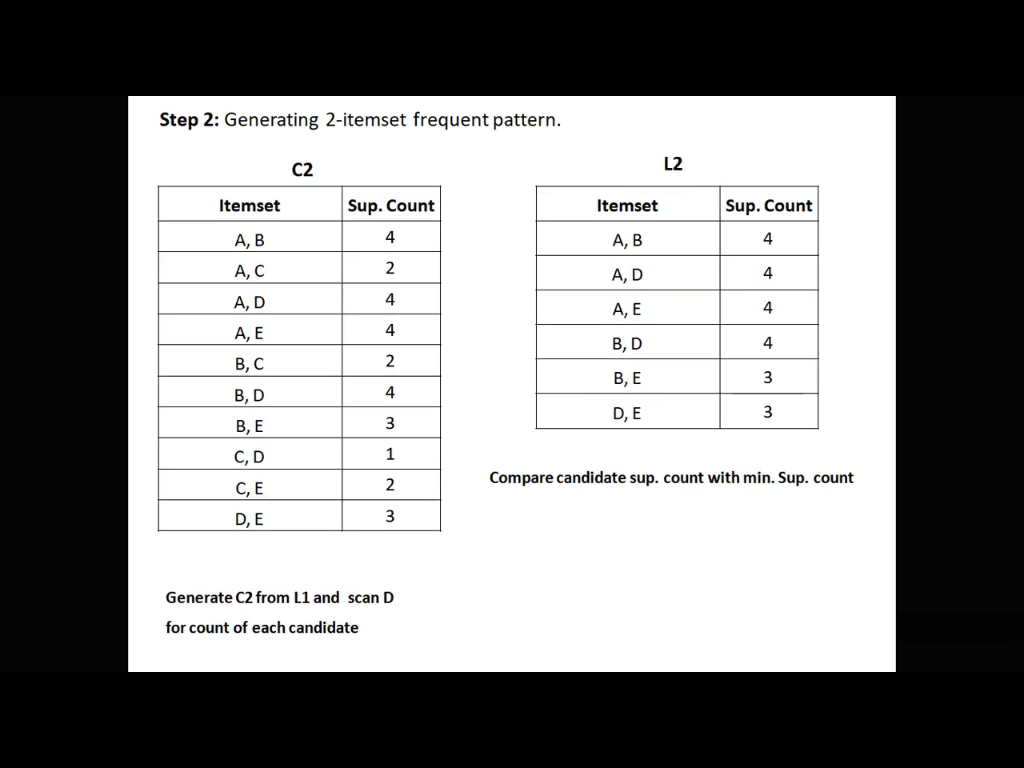 Step 2: Generating 2-itemset frequent pattern.
C2
Itemset Sup. Count
A, B 4
A, C 2
A, D 4
A, E 4
B, C 2
B, D 4
B, E 3
C, D 1
C, E 2
D, E 3
Generate C2 from L1 and scan D
for count of each candidate
L2
Itemset Sup. Count
A, B 4
A, D 4
A, E 4
B, D 4
B, E 3
D, E 3
Compare candidate sup. count with min. Sup. count